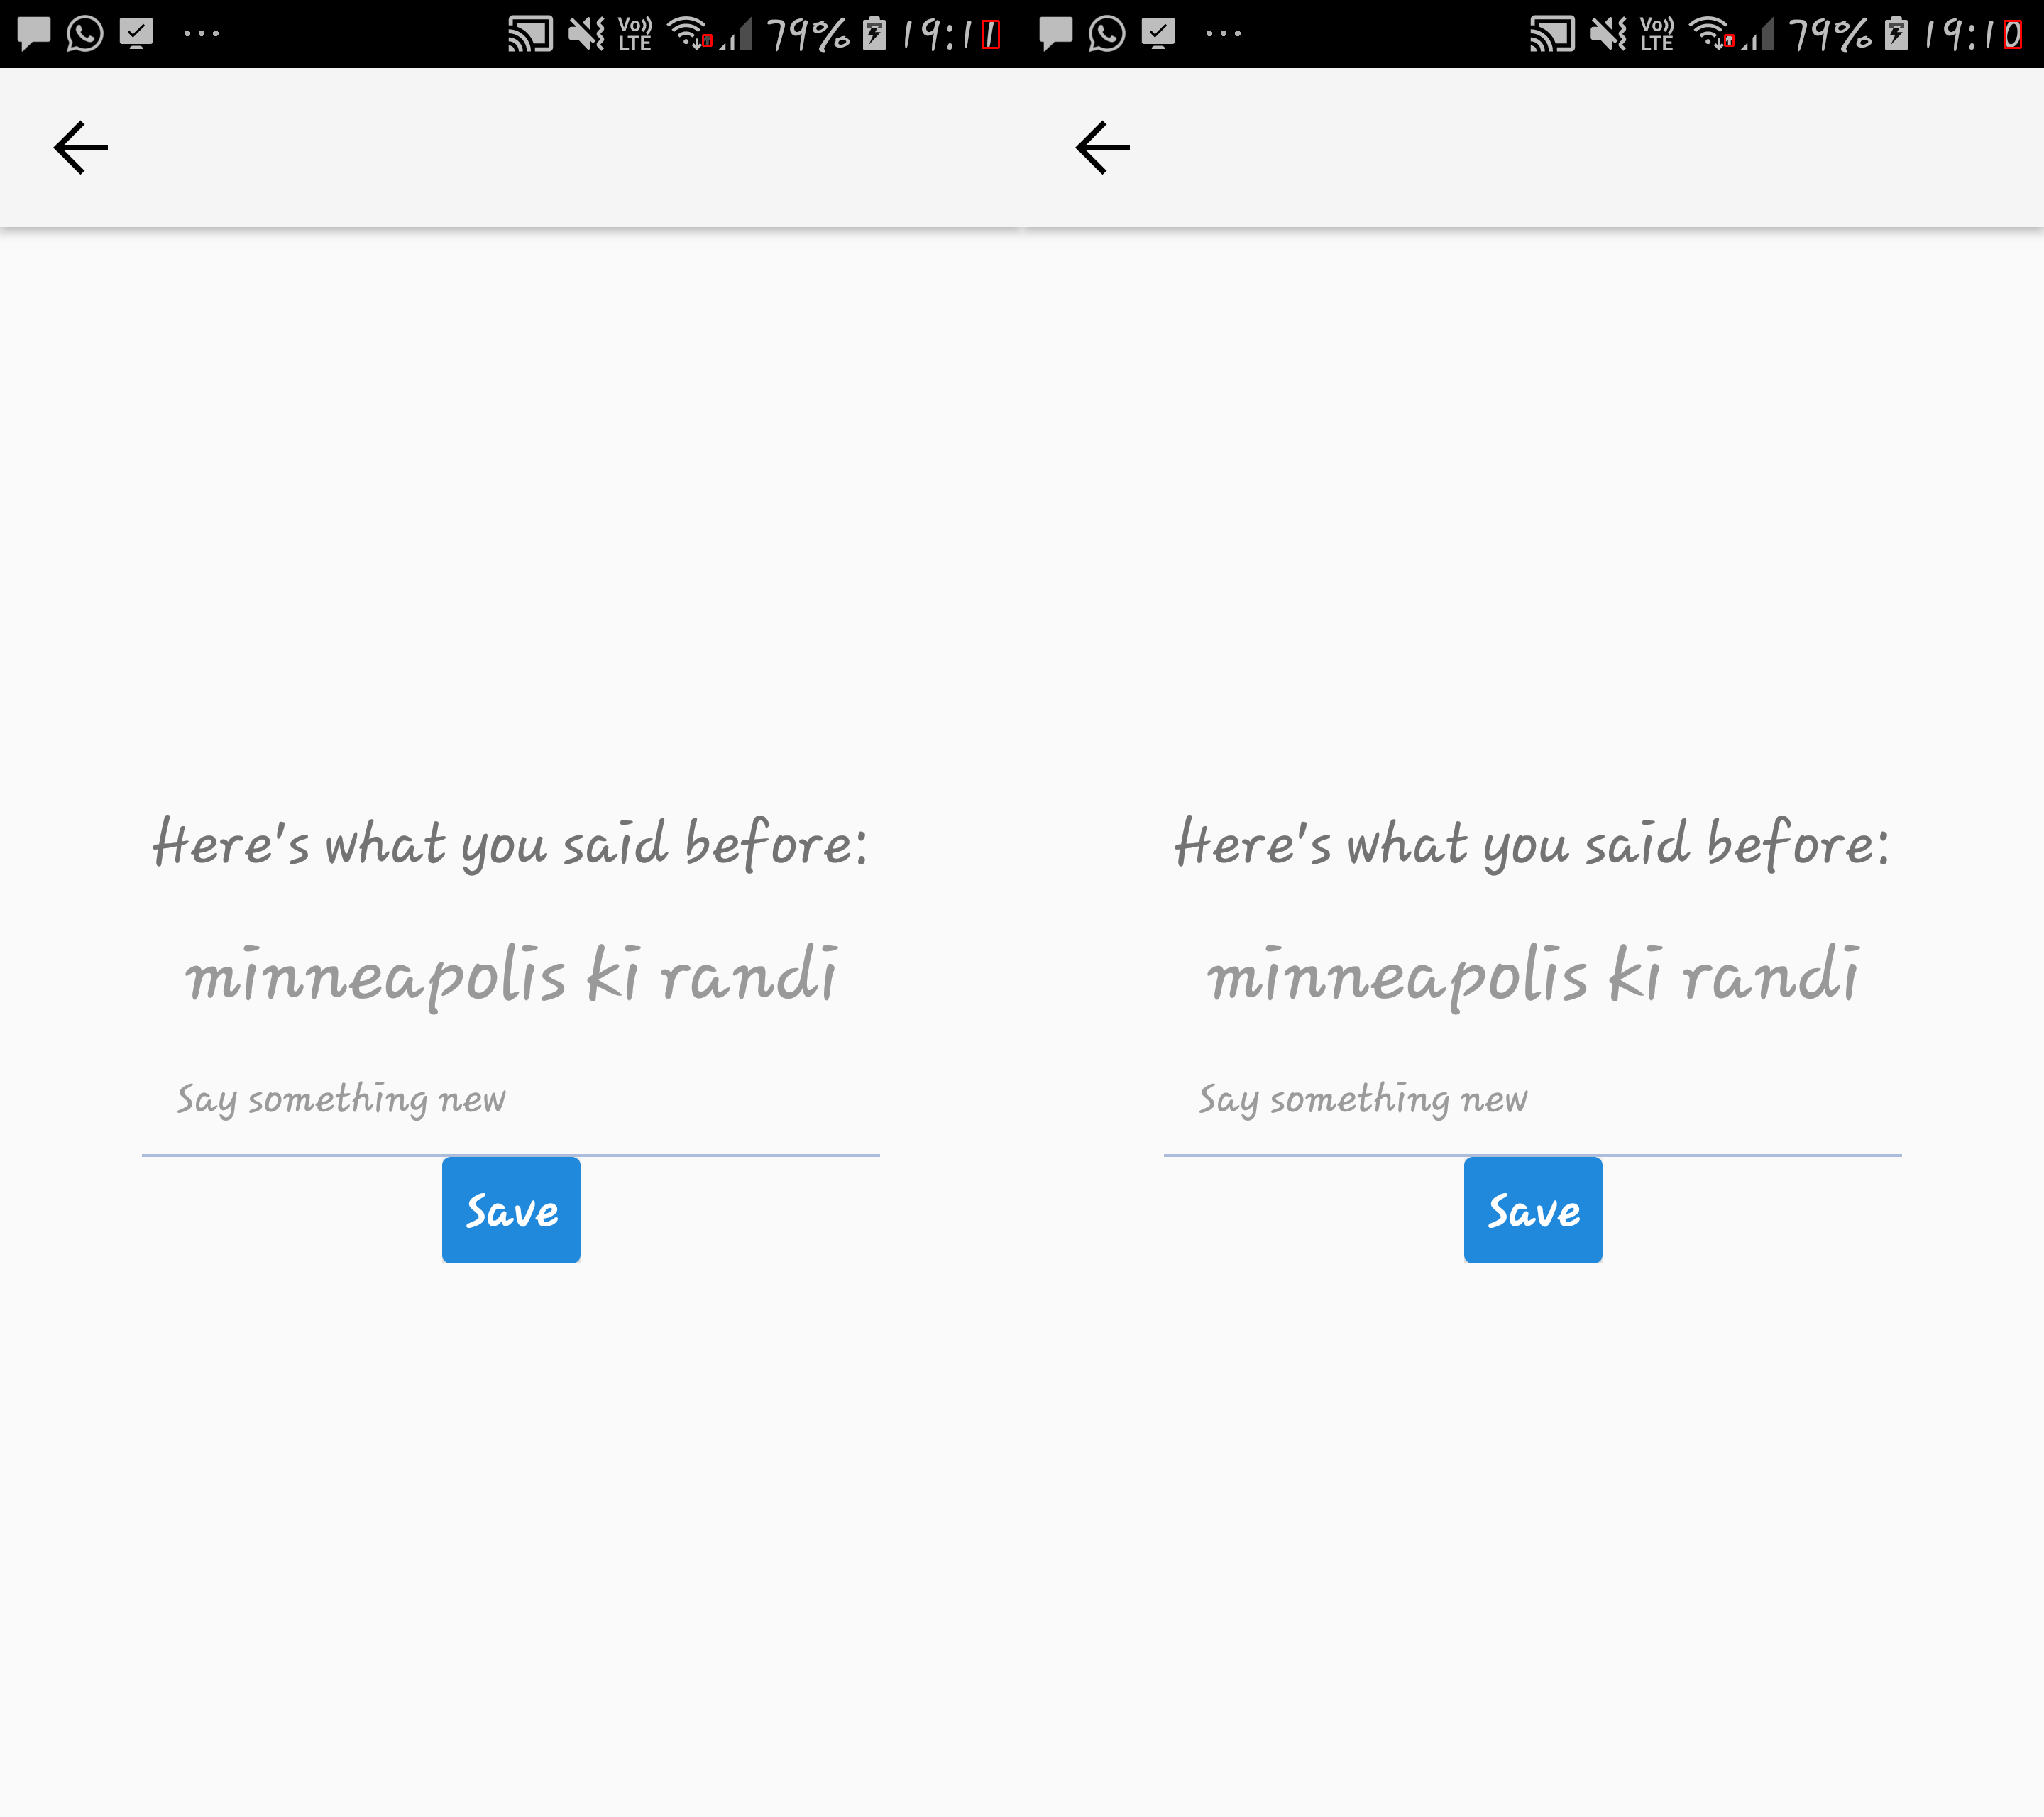 Vo)) LTE 79% 19:11
Here's what you said before:
minneapolis ki randi
Say something new
Save
Vo)) LTE 79% 19:10
Here's what you said before:
minneapolis ki randi
Say something new
Save